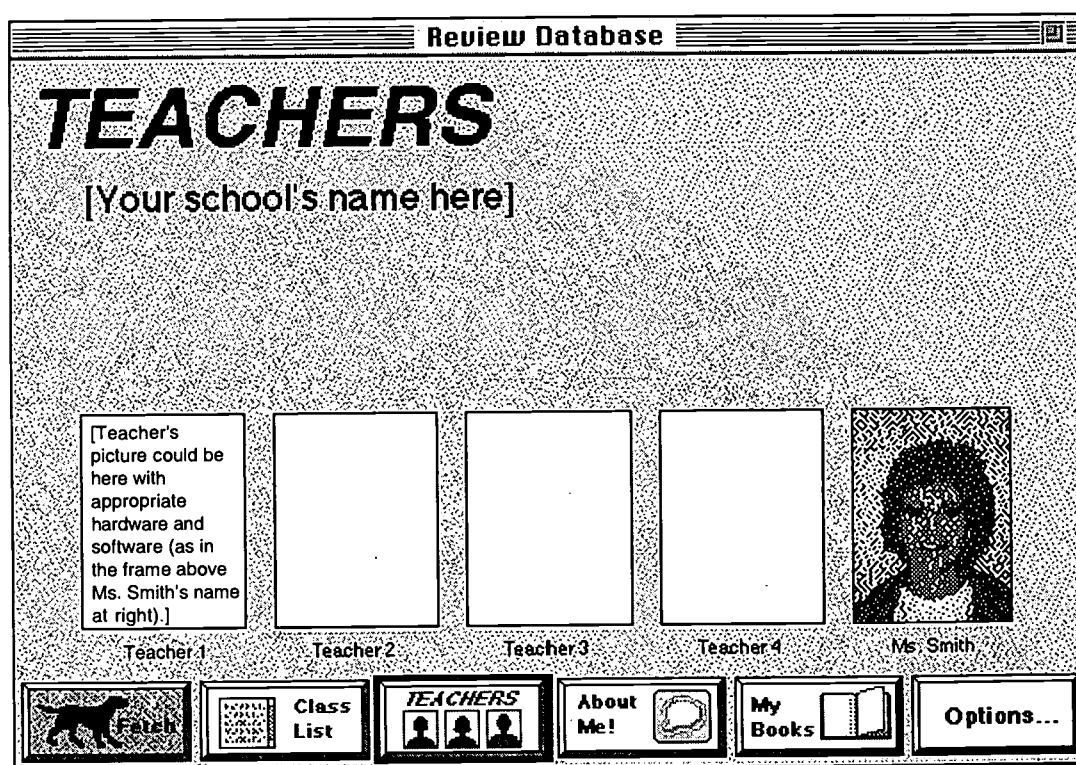 Review Database
TEACHERS
[Your school's name here]
[Teacher's
picture could be
here with
appropriate
hardware and
software (as in
the frame above
Ms. Smith's name
at right).]
Teacher 1
Teacher 2
Teacher 3
Teacher 4
Ms. Smith
Fetch
Class
List
TEACHERS
About
Me!
My
Books
Options...